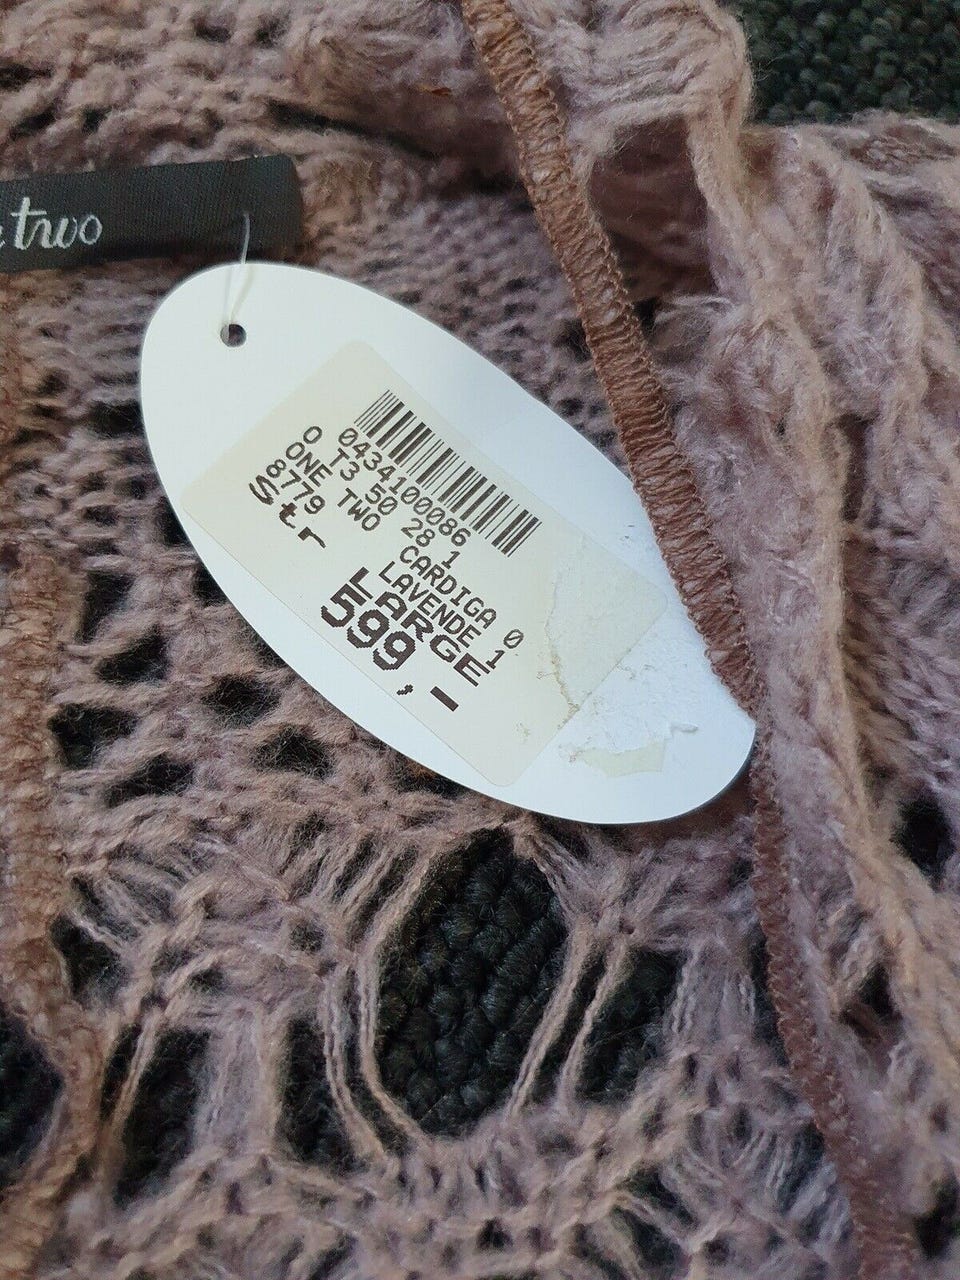 two
0434100086
0 T3 50 28 1
ONE TWO CARDIGA 0
8779 LAVENDE 1
Str LARGE
599,-